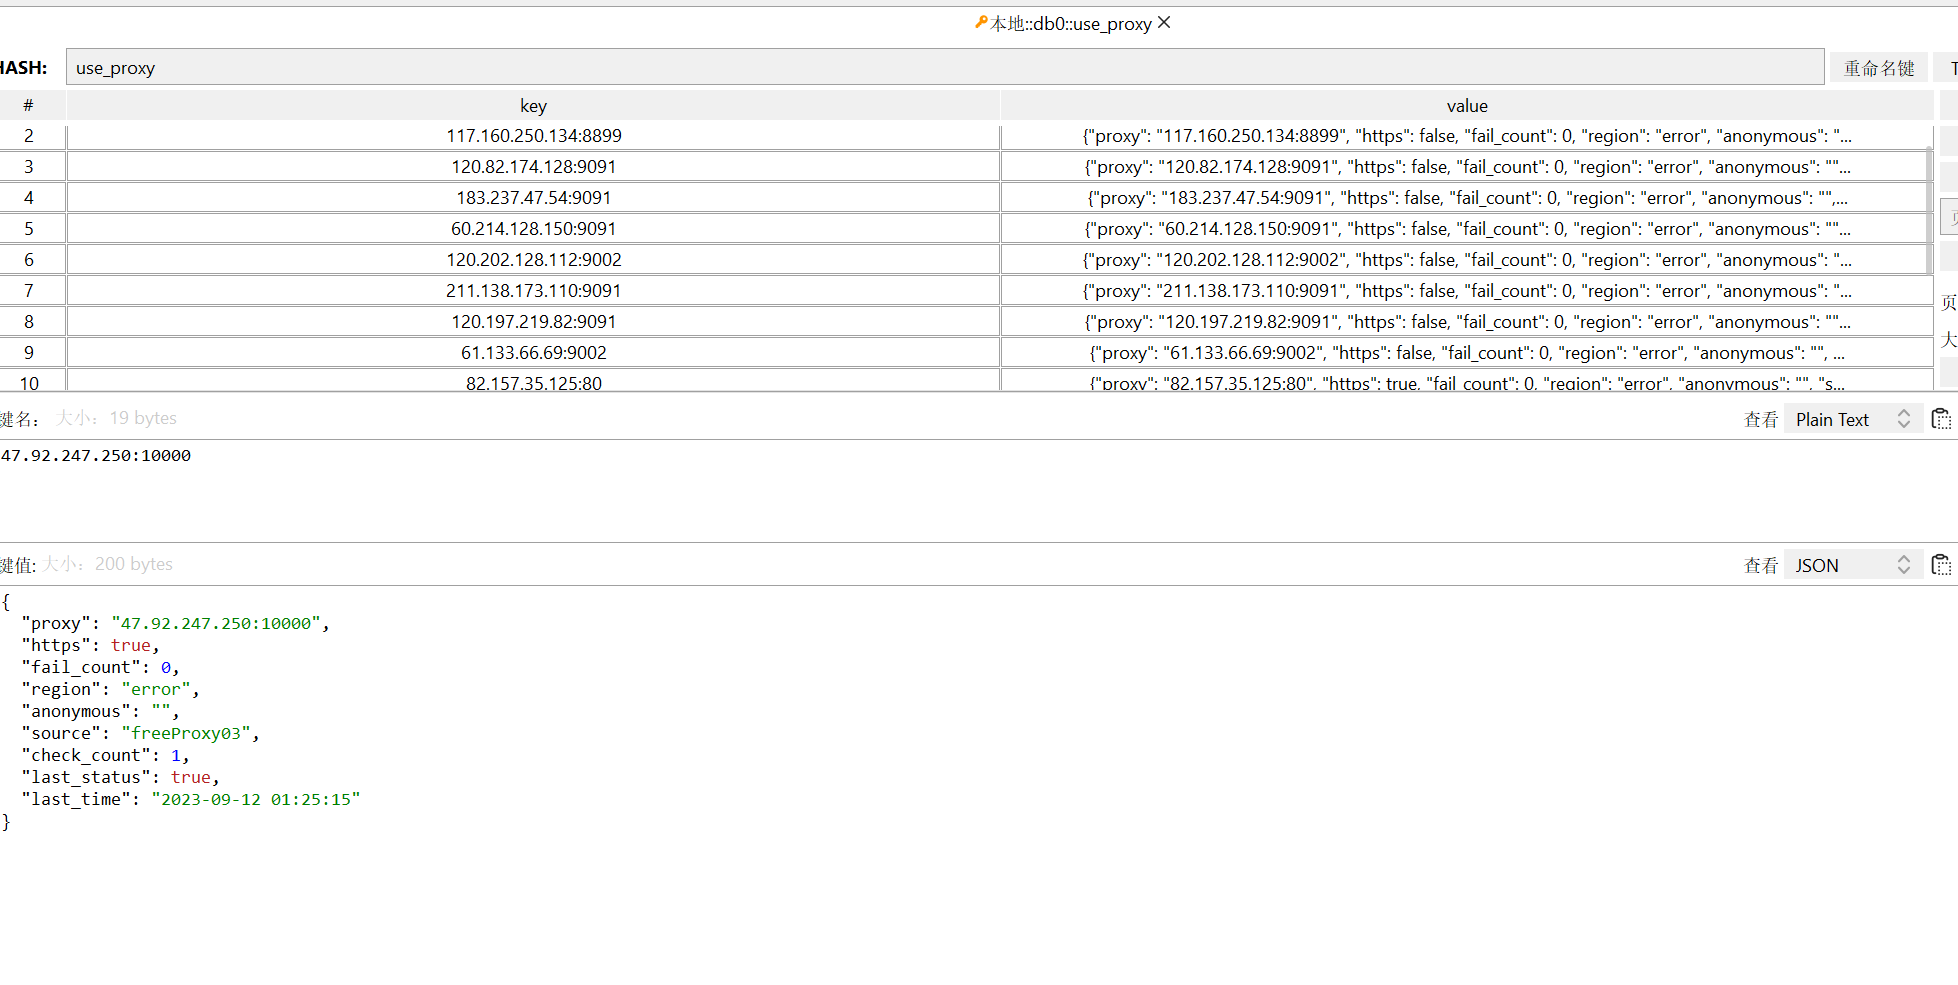 本地::db0::use_proxy
HASH: use_proxy 重命名键
# key value
2 117.160.250.134:8899 {"proxy": "117.160.250.134:8899", "https": false, "fail_count": 0, "region": "error", "anonymous": "...
3 120.82.174.128:9091 {"proxy": "120.82.174.128:9091", "https": false, "fail_count": 0, "region": "error", "anonymous": ""...
4 183.237.47.54:9091 {"proxy": "183.237.47.54:9091", "https": false, "fail_count": 0, "region": "error", "anonymous": "",...
5 60.214.128.150:9091 {"proxy": "60.214.128.150:9091", "https": false, "fail_count": 0, "region": "error", "anonymous": ""...
6 120.202.128.112:9002 {"proxy": "120.202.128.112:9002", "https": false, "fail_count": 0, "region": "error", "anonymous": "...
7 211.138.173.110:9091 {"proxy": "211.138.173.110:9091", "https": false, "fail_count": 0, "region": "error", "anonymous": "...
8 120.197.219.82:9091 {"proxy": "120.197.219.82:9091", "https": false, "fail_count": 0, "region": "error", "anonymous": ""...
9 61.133.66.69:9002 {"proxy": "61.133.66.69:9002", "https": false, "fail_count": 0, "region": "error", "anonymous": "", ...
10 82.157.35.125:80 {"proxy": "82.157.35.125:80", "https": true, "fail_count": 0, "region": "error", "anonymous": "", "s...
页
大
键名: 大小: 19 bytes 查看 Plain Text
47.92.247.250:10000
键值: 大小: 200 bytes 查看 JSON
{
"proxy": "47.92.247.250:10000",
"https": true,
"fail_count": 0,
"region": "error",
"anonymous": "",
"source": "freeProxy03",
"check_count": 1,
"last_status": true,
"last_time": "2023-09-12 01:25:15"
}